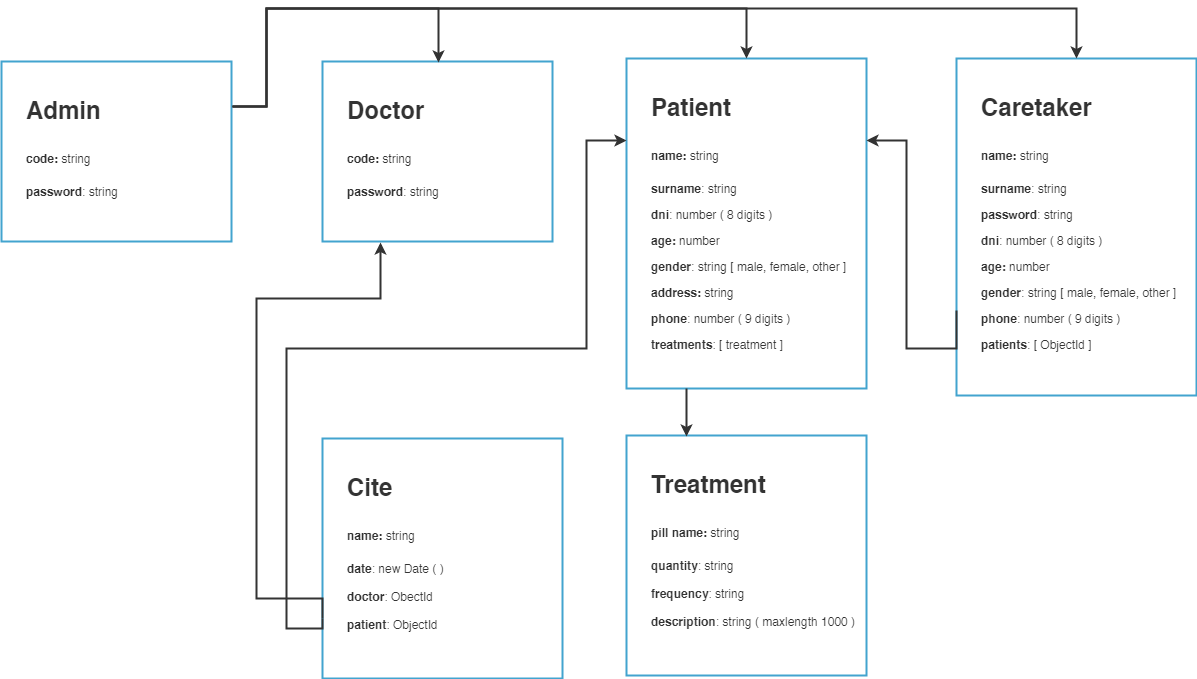 Admin
code: string
password: string
Doctor
code: string
password: string
Patient
name: string
surname: string
dni: number ( 8 digits )
age: number
gender: string [ male, female, other ]
address: string
phone: number ( 9 digits )
treatments: [ treatment ]
Caretaker
name: string
surname: string
password: string
dni: number ( 8 digits )
age: number
gender: string [ male, female, other ]
phone: number ( 9 digits )
patients: [ ObjectId ]
Cite
name: string
date: new Date ( )
doctor: ObectId
patient: ObjectId
Treatment
pill name: string
quantity: string
frequency: string
description: string ( maxlength 1000 )